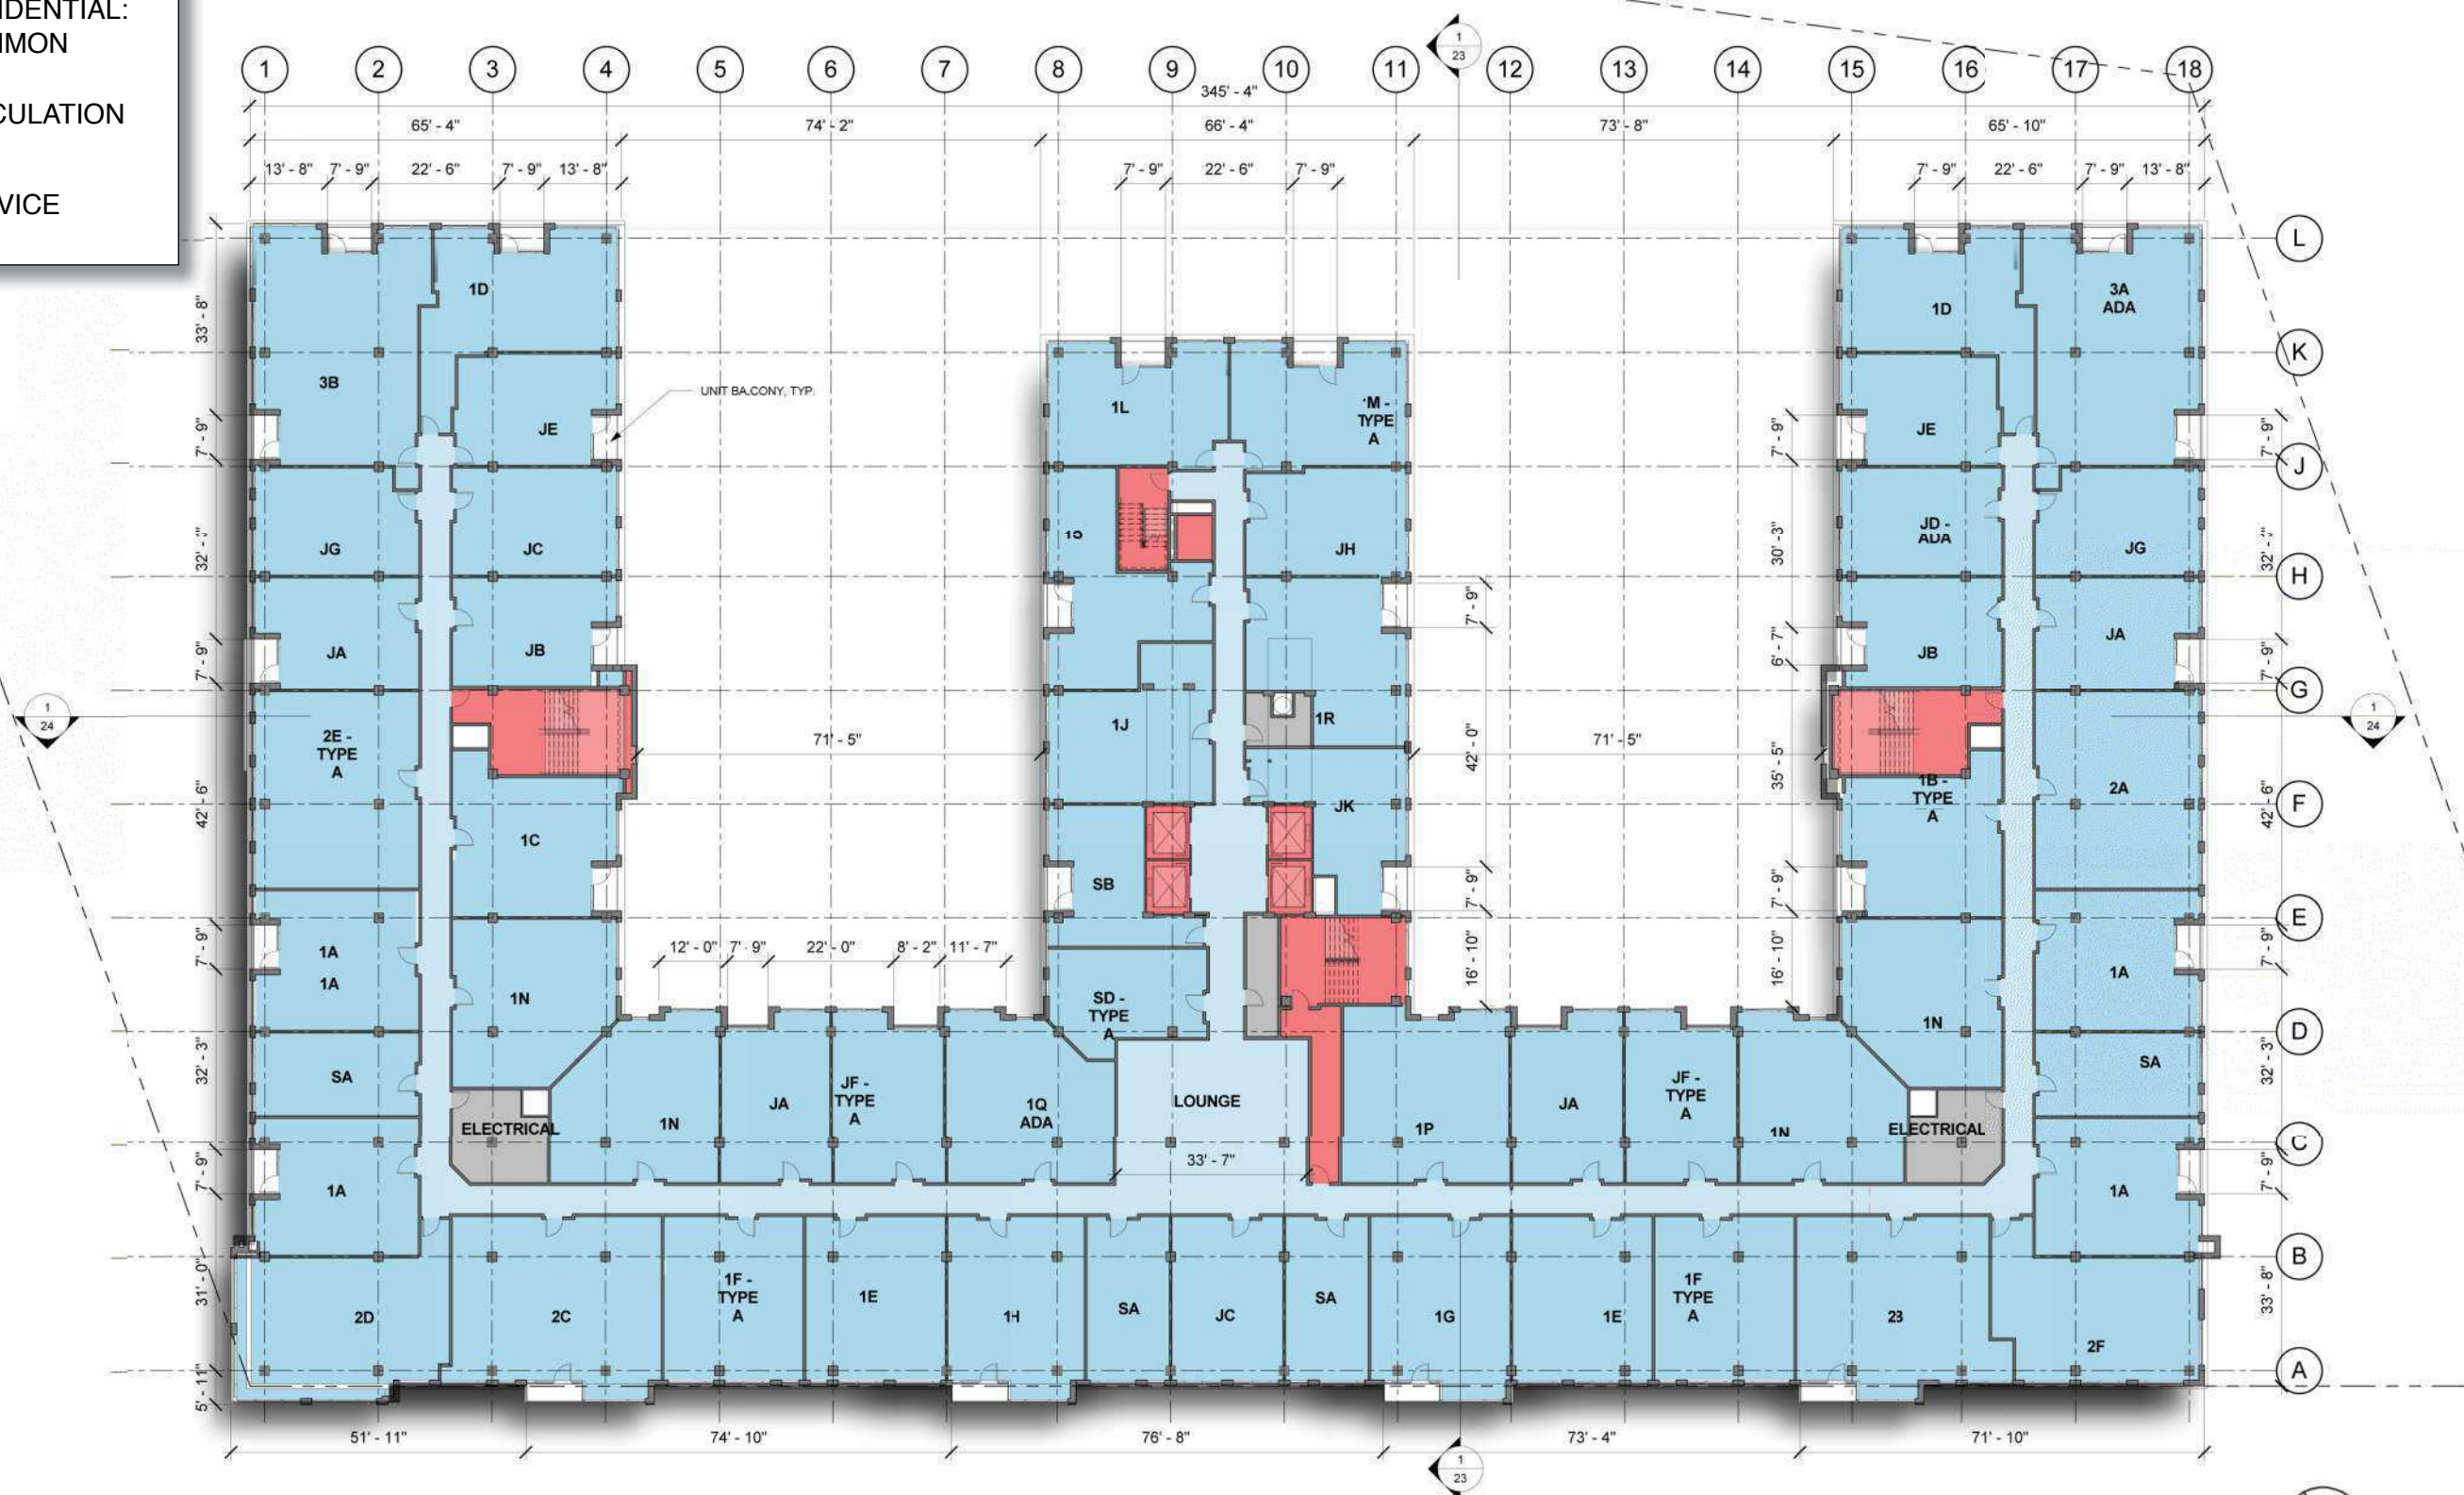 IDENTIAL:
MMON
CULATION
VICE
1 2 3 4 5 6 7 8 9 10 11 12 13 14 15 16 17 18
1
23
345' - 4"
65' - 4" 74' - 2" 66' - 4" 73' - 8" 65' - 10"
13' - 8" 7' - 9" 22' - 6" 7' - 9" 13' - 8" 7' - 9" 22' - 6" 7' - 9" 7' - 9" 22' - 6" 7' - 9" 13' - 8"
L
1D 3A
ADA
1D
33' - 8"
K
3B UNIT BA.CONY, TYP.
1L 'M -
TYPE
A
JE JE
7' - 9" 7' - 9" 7' - 9"
J
JG JC JH JD -
ADA
JG
30' - 3"
H
7' - 9"
JA JB JB JA
7' - 9" 6' - 7" 7' - 9"
G
1
24
2E -
TYPE
A
1J 1R
1
24
71' - 5" 71' - 5"
42' - 0" 35' - 5"
42' - 6" 1B -
TYPE
A
2A 42' - 6"
F
JK
1C
SB
7' - 9" 7' - 9"
E
12' - 0" 7' - 9" 22' - 0" 8' - 2" 11' - 7"
7' - 9" 1A
1A
1N SD -
TYPE
A
16' - 10" 16' - 10" 1A 7' - 9"
1N
D
32' - 3" SA SA 32' - 3"
ELECTRICAL 1N JA JF -
TYPE
A
1Q
ADA
LOUNGE 1P JA JF -
TYPE
A
1N ELECTRICAL
C
33' - 7"
7' - 9" 1A 1A 7' - 9"
B
31' - 0" 2D 2C 1F -
TYPE
A
1E 1H SA JC SA 1G 1E 1F
TYPE
A
23 2F 33' - 8"
A
5' - 11"
51' - 11" 74' - 10" 76' - 8" 73' - 4" 71' - 10"
1
23